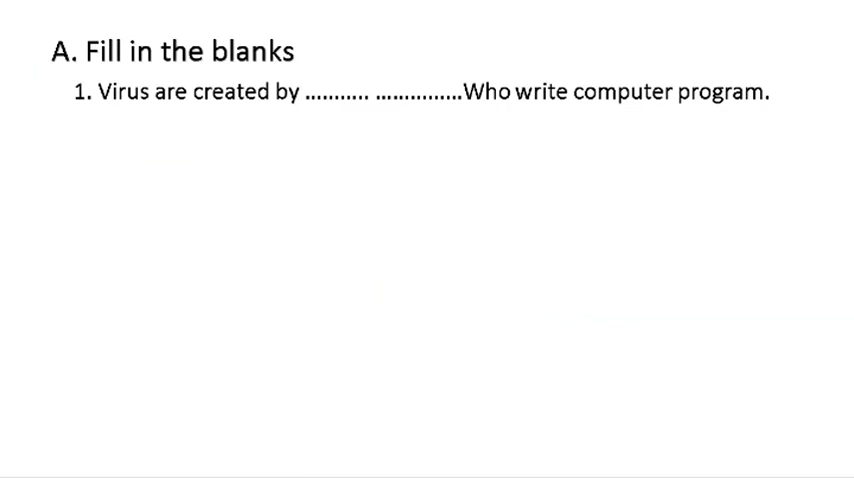 A. Fill in the blanks
1. Virus are created by ........... ...............Who write computer program.